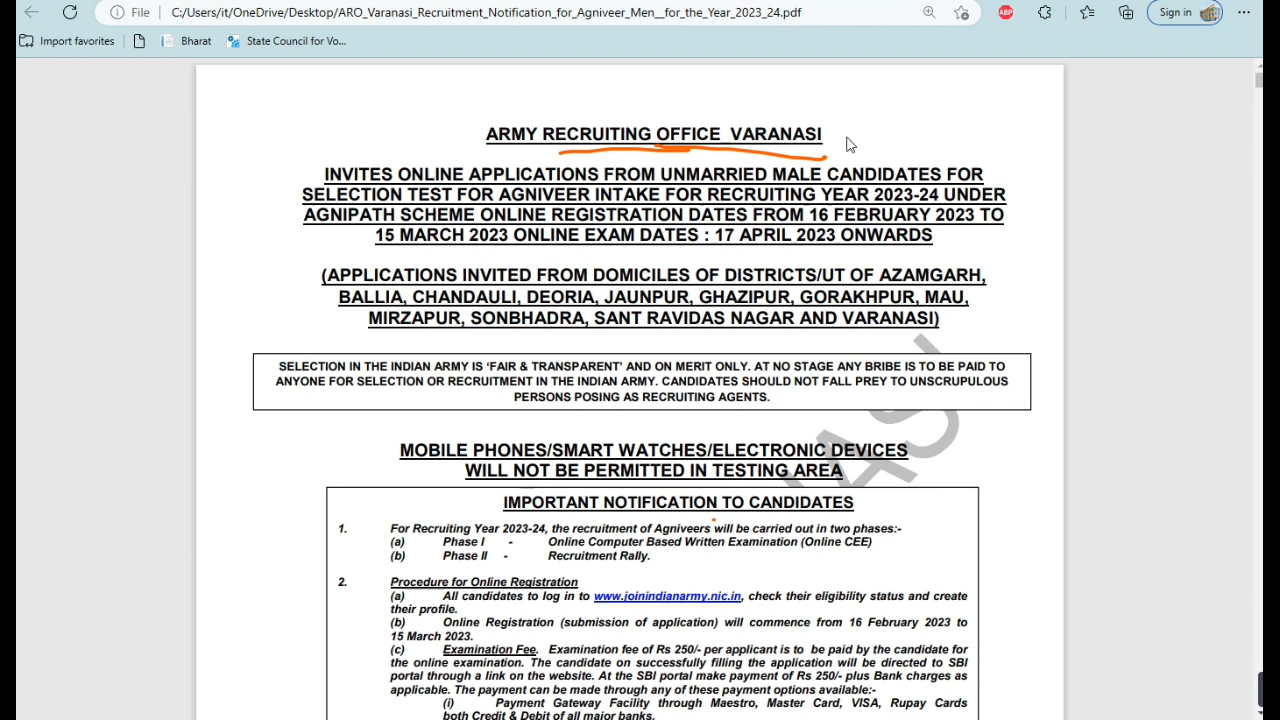 File
C:/Users/it/OneDrive/Desktop/ARO_Varanasi_Recruitment_Notification_for_Agniveer_Men__for_the_Year_2023_24.pdf
ABP
Sign in
Import favorites
Bharat
State Council for Vo...
ARMY RECRUITING OFFICE VARANASI
INVITES ONLINE APPLICATIONS FROM UNMARRIED MALE CANDIDATES FOR
SELECTION TEST FOR AGNIVEER INTAKE FOR RECRUITING YEAR 2023-24 UNDER
AGNIPATH SCHEME ONLINE REGISTRATION DATES FROM 16 FEBRUARY 2023 TO
15 MARCH 2023 ONLINE EXAM DATES : 17 APRIL 2023 ONWARDS
(APPLICATIONS INVITED FROM DOMICILES OF DISTRICTS/UT OF AZAMGARH,
BALLIA, CHANDAULI, DEORIA, JAUNPUR, GHAZIPUR, GORAKHPUR, MAU,
MIRZAPUR, SONBHADRA, SANT RAVIDAS NAGAR AND VARANASI)
SELECTION IN THE INDIAN ARMY IS ‘FAIR & TRANSPARENT’ AND ON MERIT ONLY. AT NO STAGE ANY BRIBE IS TO BE PAID TO
ANYONE FOR SELECTION OR RECRUITMENT IN THE INDIAN ARMY. CANDIDATES SHOULD NOT FALL PREY TO UNSCRUPULOUS
PERSONS POSING AS RECRUITING AGENTS.
MOBILE PHONES/SMART WATCHES/ELECTRONIC DEVICES
WILL NOT BE PERMITTED IN TESTING AREA
IMPORTANT NOTIFICATION TO CANDIDATES
1. For Recruiting Year 2023-24, the recruitment of Agniveers will be carried out in two phases:-
(a) Phase I - Online Computer Based Written Examination (Online CEE)
(b) Phase II - Recruitment Rally.
2. Procedure for Online Registration
(a) All candidates to log in to www.joinindianarmy.nic.in, check their eligibility status and create
their profile.
(b) Online Registration (submission of application) will commence from 16 February 2023 to
15 March 2023.
(c) Examination Fee. Examination fee of Rs 250/- per applicant is to be paid by the candidate for
the online examination. The candidate on successfully filling the application will be directed to SBI
portal through a link on the website. At the SBI portal make payment of Rs 250/- plus Bank charges as
applicable. The payment can be made through any of these payment options available:-
(i) Payment Gateway Facility through Maestro, Master Card, VISA, Rupay Cards
both Credit & Debit of all major banks.